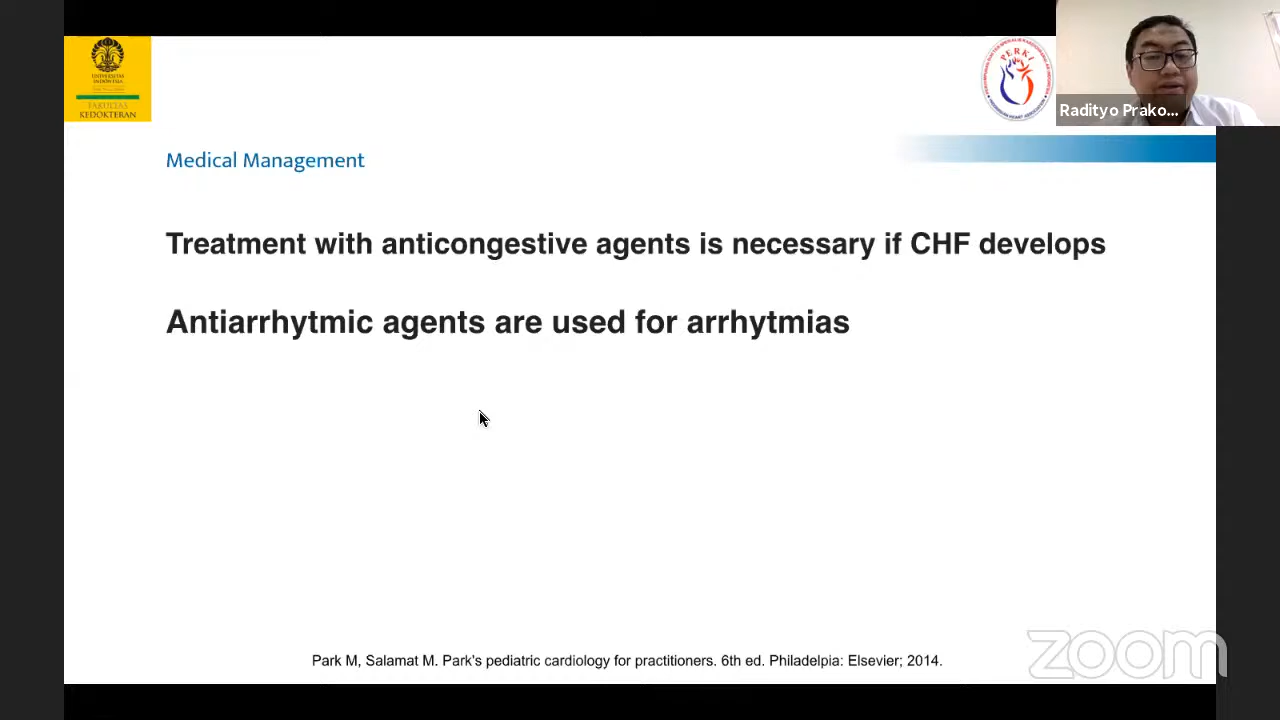 UNIVERSITAS
INDONESIA
FAKULTAS
KEDOKTERAN
PERKI
Radityo Prako...
Medical Management
Treatment with anticongestive agents is necessary if CHF develops
Antiarrhytmic agents are used for arrhytmias
Park M, Salamat M. Park's pediatric cardiology for practitioners. 6th ed. Philadelpia: Elsevier; 2014.
zoom